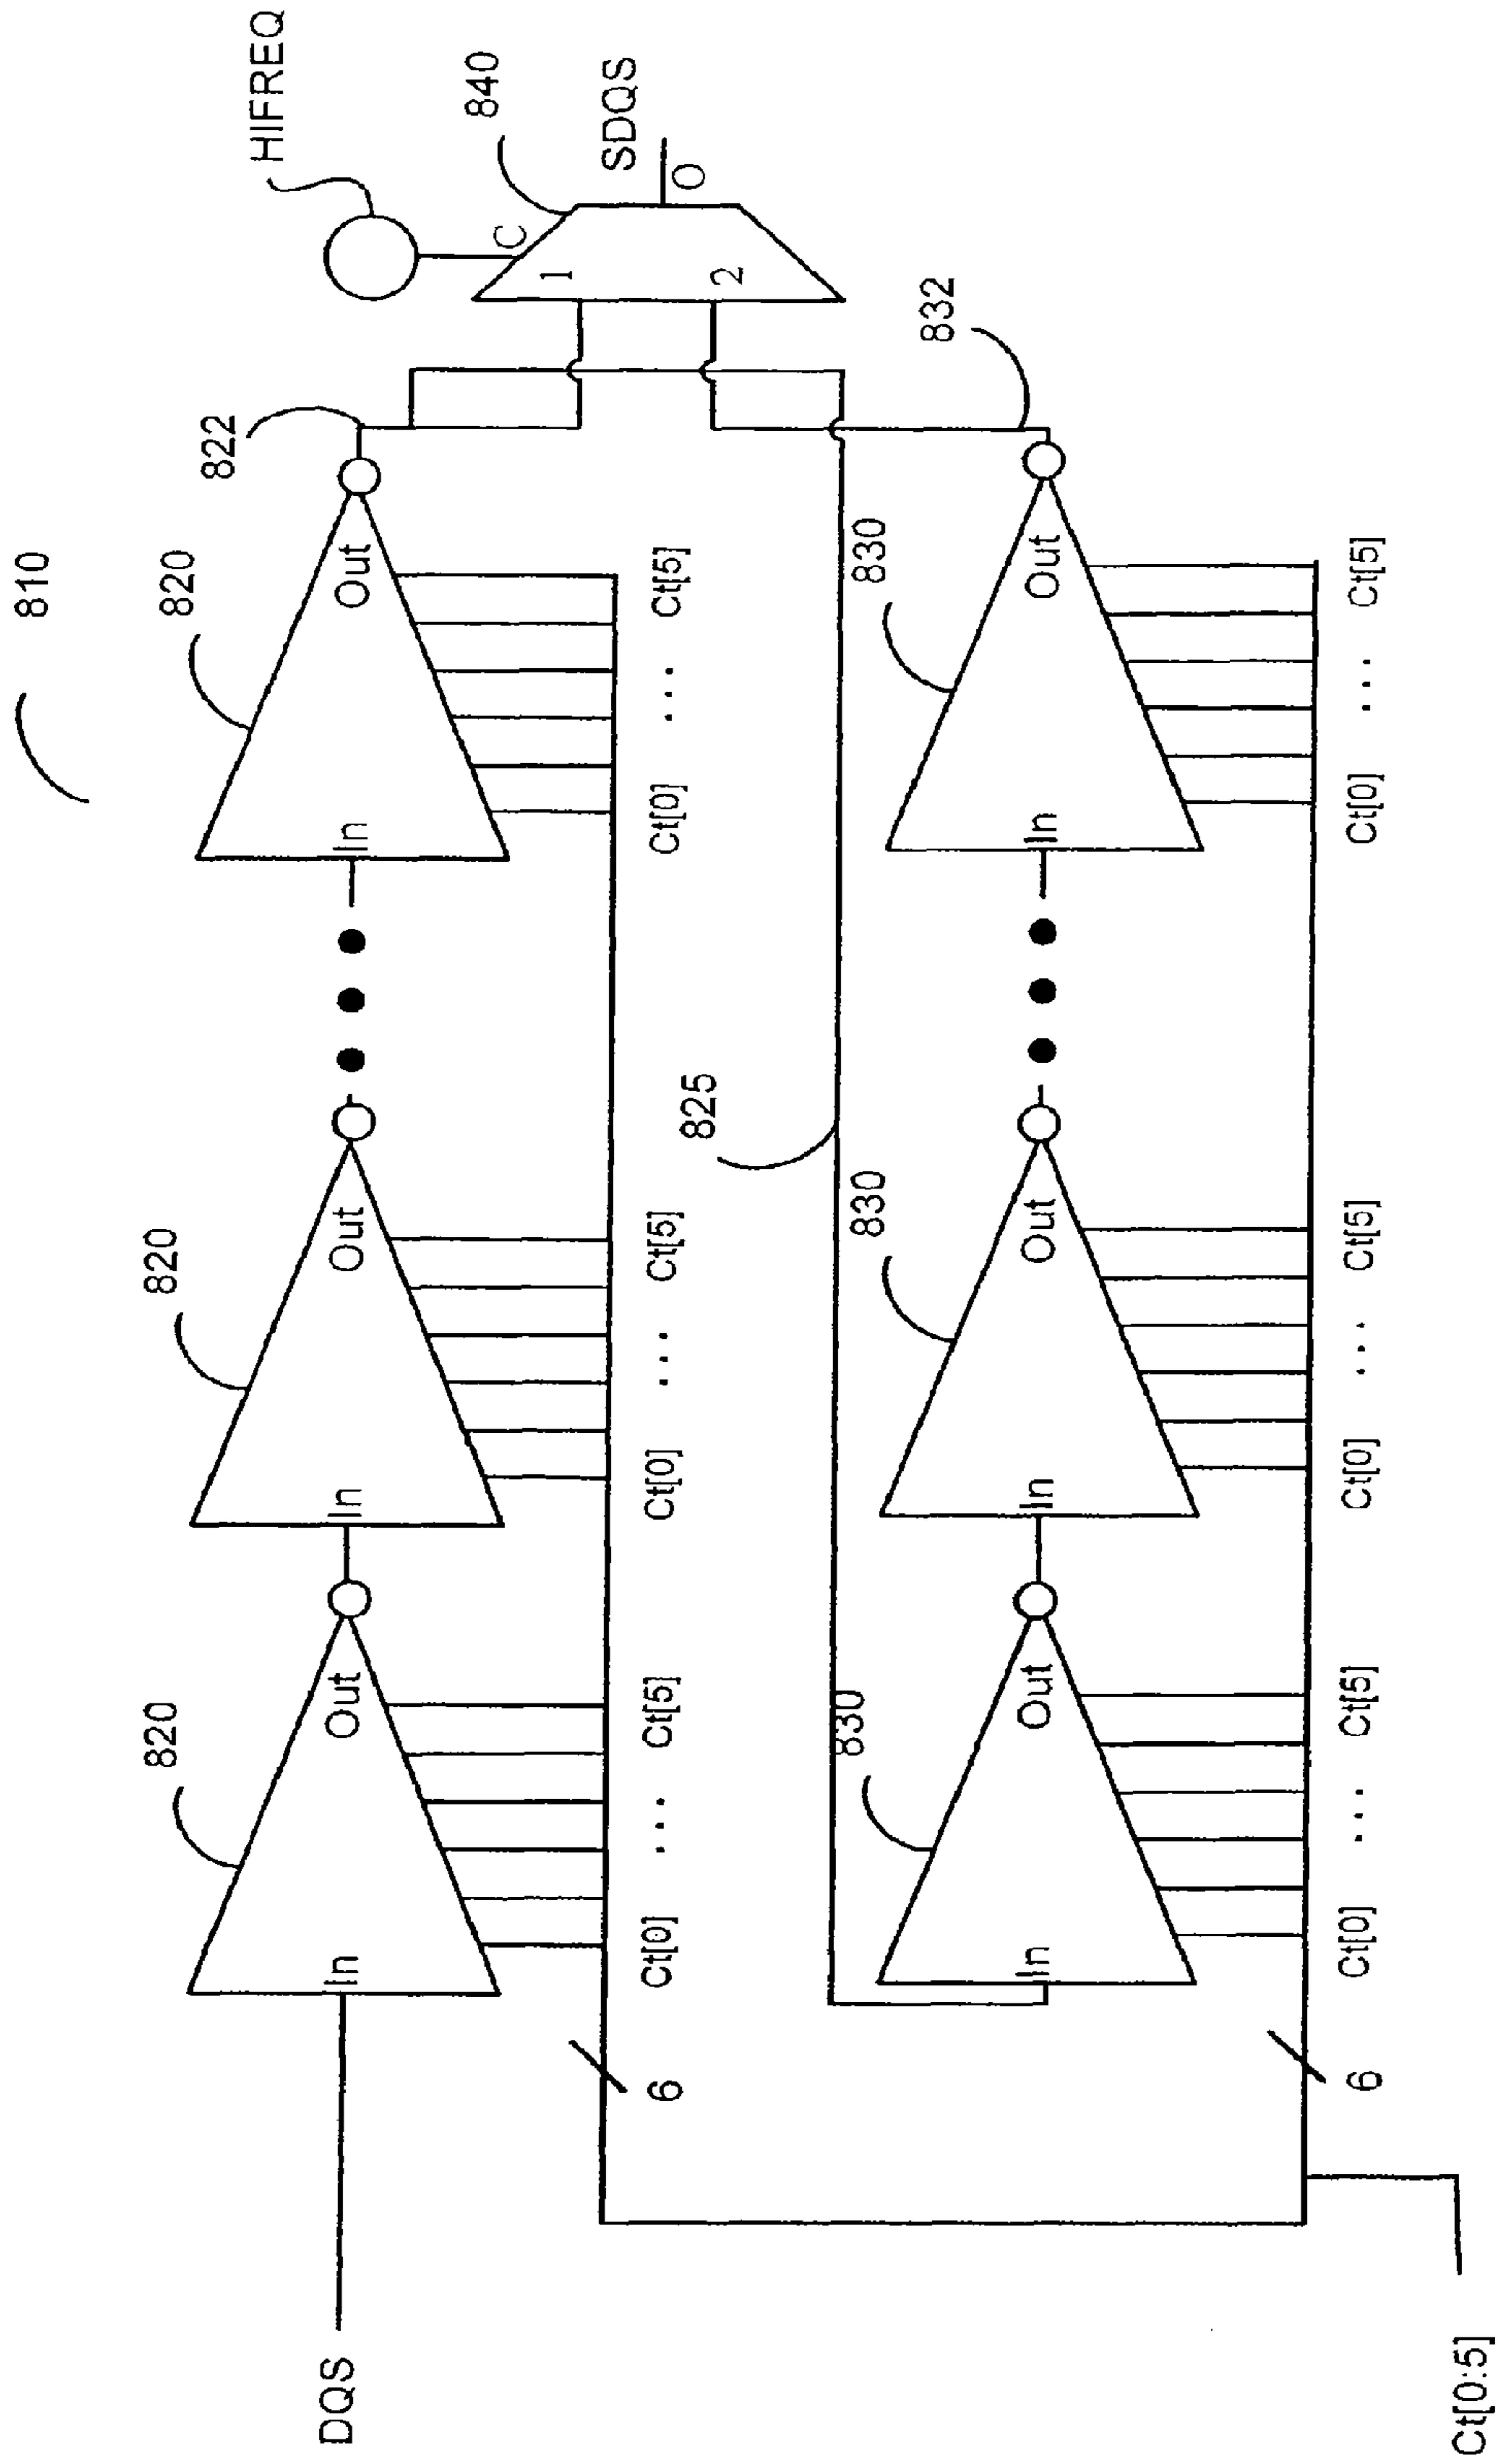 810
HIFREQ
820
820
820
822
840
SDQS
C
1
2
O
DQS
In
Out
In
Out
In
Out
Ct[0] ... Ct[5]
Ct[0] ... Ct[5]
Ct[0] ... Ct[5]
6
825
830
830
830
832
In
Out
In
Out
In
Out
Ct[0] ... Ct[5]
Ct[0] ... Ct[5]
Ct[0] ... Ct[5]
6
Ct[0:5]